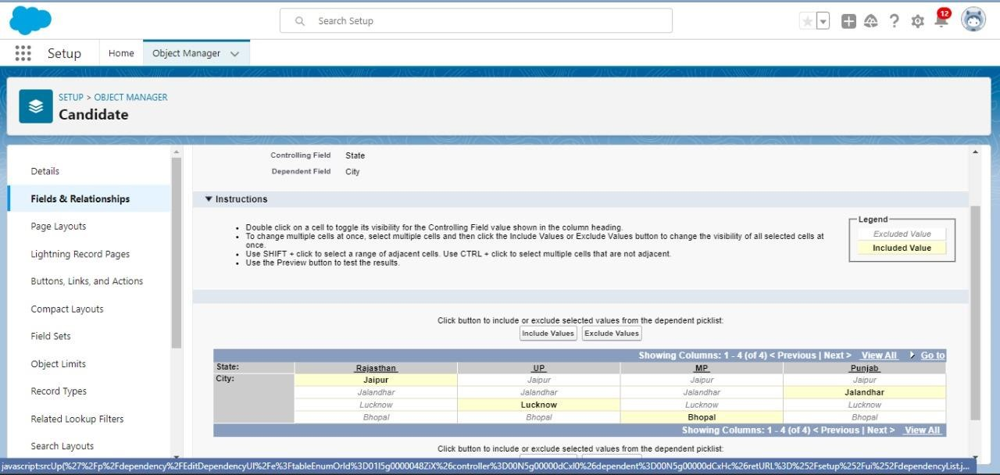 Search Setup
12
Setup
Home
Object Manager
SETUP > OBJECT MANAGER
Candidate
Details
Fields & Relationships
Page Layouts
Lightning Record Pages
Buttons, Links, and Actions
Compact Layouts
Field Sets
Object Limits
Record Types
Related Lookup Filters
Search Layouts
Controlling Field State
Dependent Field City
Instructions
Double click on a cell to toggle its visibility for the Controlling Field value shown in the column heading.
To change multiple cells at once, select multiple cells and then click the Include Values or Exclude Values button to change the visibility of all selected cells at
once.
Use SHIFT + click to select a range of adjacent cells. Use CTRL + click to select multiple cells that are not adjacent.
Use the Preview button to test the results.
Legend
Excluded Value
Included Value
Click button to include or exclude selected values from the dependent picklist:
Include Values Exclude Values
Showing Columns: 1 - 4 (of 4) < Previous | Next > View All Go to
State: Rajasthan UP MP Punjab
City: Jaipur Jaipur Jaipur Jaipur
Jalandhar Jalandhar Jalandhar Jalandhar
Lucknow Lucknow Lucknow Lucknow
Bhopal Bhopal Bhopal Bhopal
Showing Columns: 1 - 4 (of 4) < Previous | Next > View All
Click button to include or exclude selected values from the dependent picklist:
javascript:srcUp(%27%2Fp%2Fdependency%2FEditDependencyUI%2Fe%3FtableEnumOrId%3D01I5g0000048ZiX%26controller%3D00N5g00000dCxI0%26dependent%3D00N5g00000dCxHc%26retURL%3D%252Fsetup%252Fui%252FdependencyList.j...